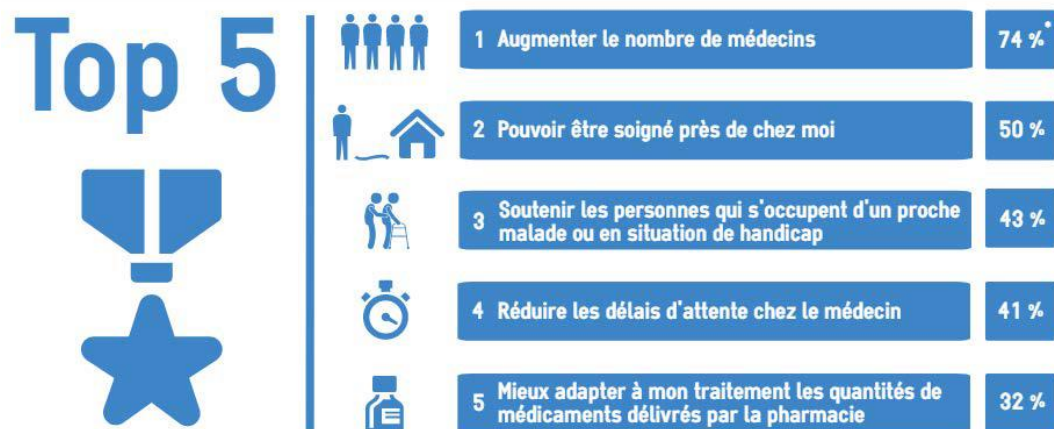 Top 5
1 Augmenter le nombre de médecins 74 %*
2 Pouvoir être soigné près de chez moi 50 %
3 Soutenir les personnes qui s'occupent d'un proche
malade ou en situation de handicap 43 %
4 Réduire les délais d'attente chez le médecin 41 %
5 Mieux adapter à mon traitement les quantités de
médicaments délivrés par la pharmacie 32 %